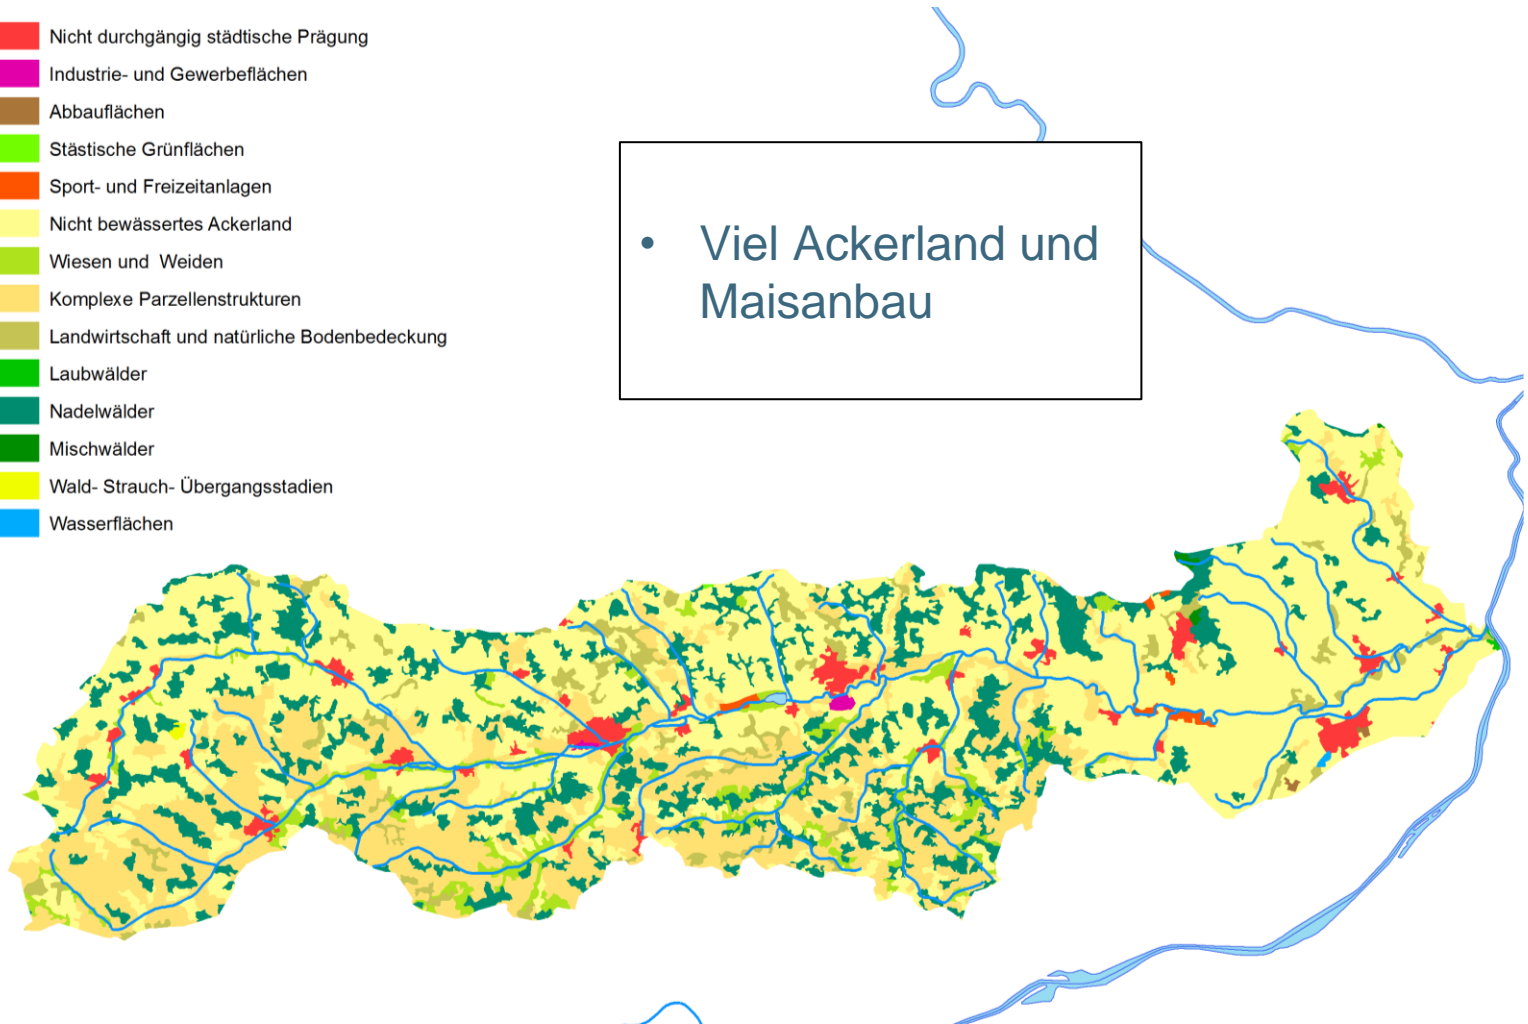 Nicht durchgängig städtische Prägung
Industrie- und Gewerbeflächen
Abbauflächen
Stästische Grünflächen
Sport- und Freizeitanlagen
Nicht bewässertes Ackerland
Wiesen und  Weiden
Komplexe Parzellenstrukturen
Landwirtschaft und natürliche Bodenbedeckung
Laubwälder
Nadelwälder
Mischwälder
Wald- Strauch- Übergangsstadien
Wasserflächen
• Viel Ackerland und
Maisanbau